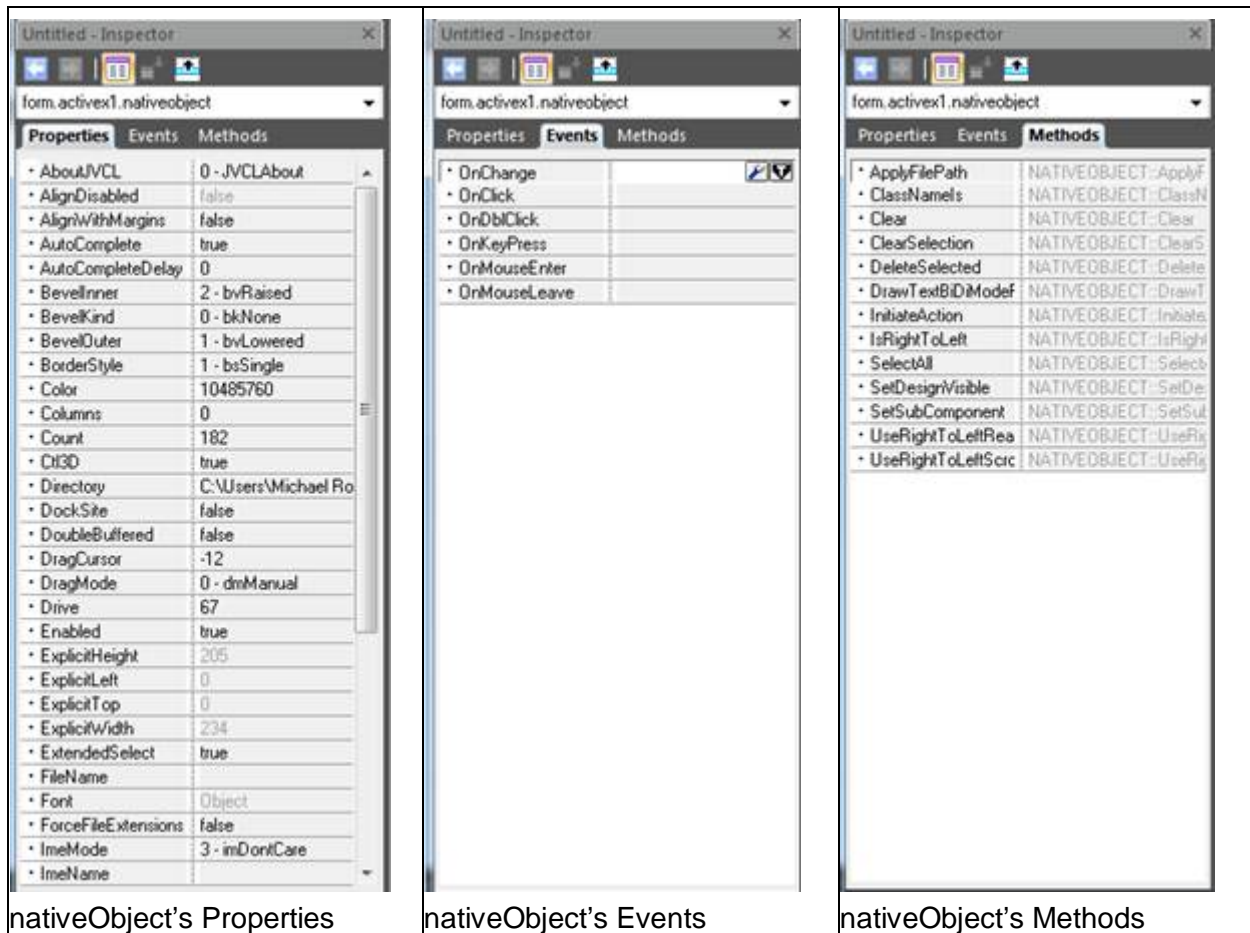 Untitled - Inspector
form.activex1.nativeobject
Properties Events Methods
AboutJVCL 0 - JVCLAbout
AlignDisabled false
AlignWithMargins false
AutoComplete true
AutoCompleteDelay 0
BevelInner 2 - bvRaised
BevelKind 0 - bkNone
BevelOuter 1 - bvLowered
BorderStyle 1 - bsSingle
Color 10485760
Columns 0
Count 182
Ctl3D true
Directory C:\Users\Michael Ro
DockSite false
DoubleBuffered false
DragCursor -12
DragMode 0 - dmManual
Drive 67
Enabled true
ExplicitHeight 205
ExplicitLeft 0
ExplicitTop 0
ExplicitWidth 234
ExtendedSelect true
FileName
Font Object
ForceFileExtensions false
ImeMode 3 - imDontCare
ImeName
nativeObject's Properties
Untitled - Inspector
form.activex1.nativeobject
Properties Events Methods
OnChange
OnClick
OnDblClick
OnKeyPress
OnMouseEnter
OnMouseLeave
nativeObject's Events
Untitled - Inspector
form.activex1.nativeobject
Properties Events Methods
ApplyFilePath NATIVEOBJECT::ApplyF
ClassNameIs NATIVEOBJECT::ClassN
Clear NATIVEOBJECT::Clear
ClearSelection NATIVEOBJECT::ClearS
DeleteSelected NATIVEOBJECT::Delete
DrawTextBiDiModeF NATIVEOBJECT::DrawT
InitiateAction NATIVEOBJECT::Initiate
IsRightToLeft NATIVEOBJECT::IsRight
SelectAll NATIVEOBJECT::Select
SetDesignVisible NATIVEOBJECT::SetDe
SetSubComponent NATIVEOBJECT::SetSub
UseRightToLeftRea NATIVEOBJECT::UseRig
UseRightToLeftScrc NATIVEOBJECT::UseRig
nativeObject's Methods